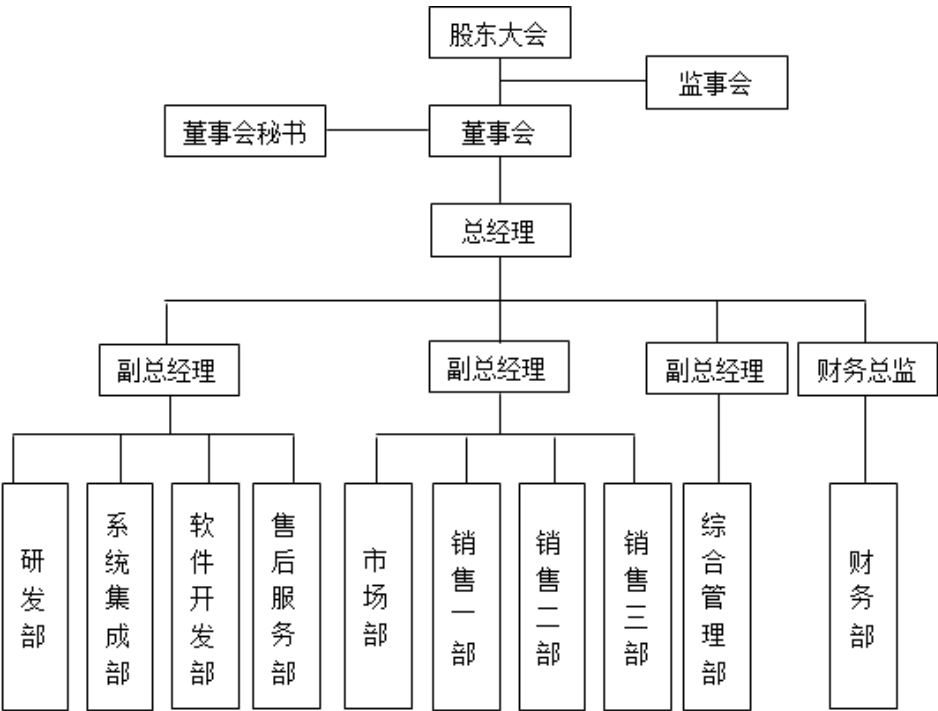 股东大会
监事会
董事会秘书
董事会
总经理
副总经理
副总经理
副总经理
财务总监
研发部
系统集成部
软件开发部
售后服务部
市场部
销售一部
销售二部
销售三部
综合管理部
财务部